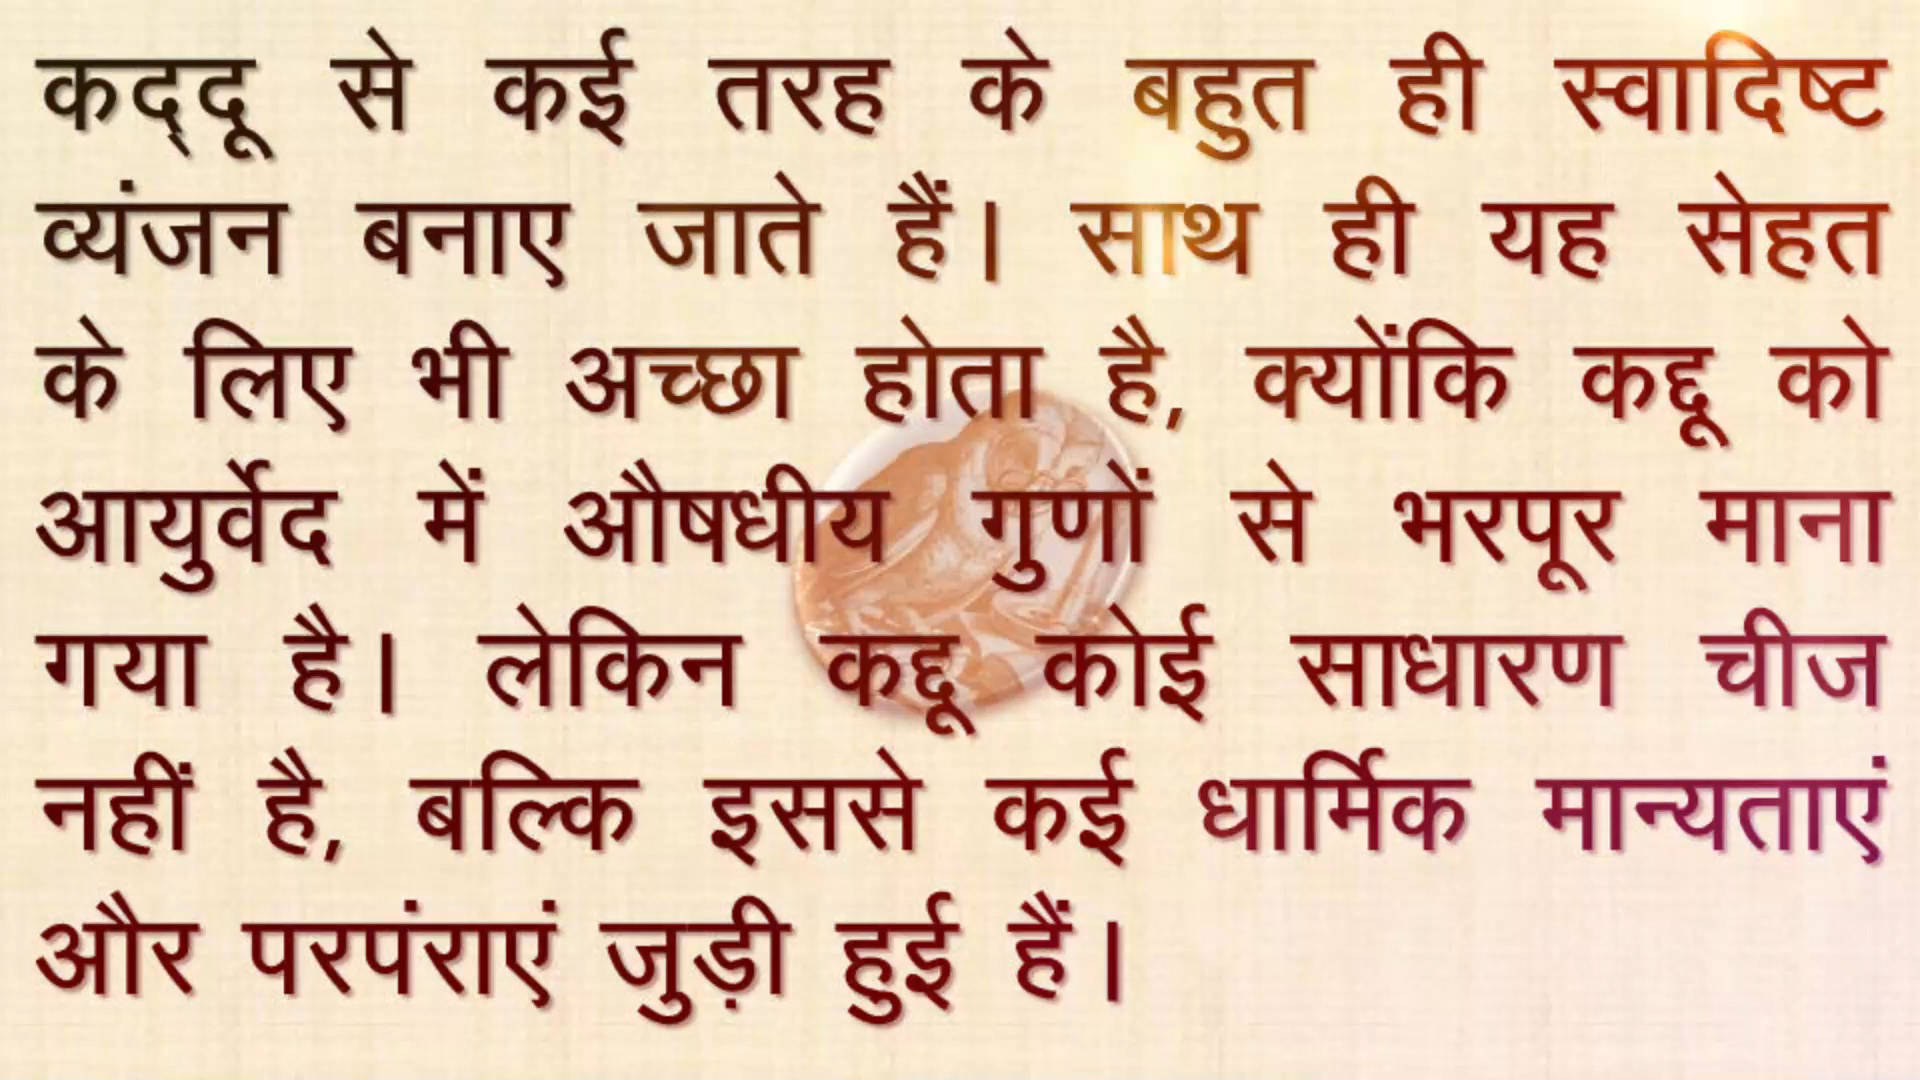 कद्‌दू से कई तरह के बहुत ही स्वादिष्ट
व्यंजन बनाए जाते हैं। साथ ही यह सेहत
के लिए भी अच्छा होता है, क्योंकि कद्दू को
आयुर्वेद में औषधीय गुणों से भरपूर माना
गया है। लेकिन कद्दू कोई साधारण चीज
नहीं है, बल्कि इससे कई धार्मिक मान्यताएं
और परपंराएं जुड़ी हुई हैं।